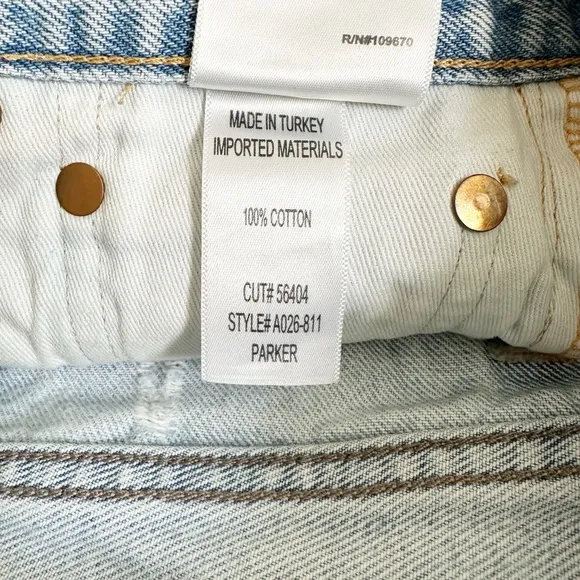 R/N#109670
MADE IN TURKEY
IMPORTED MATERIALS
100% COTTON
CUT# 56404
STYLE# A026-811
PARKER